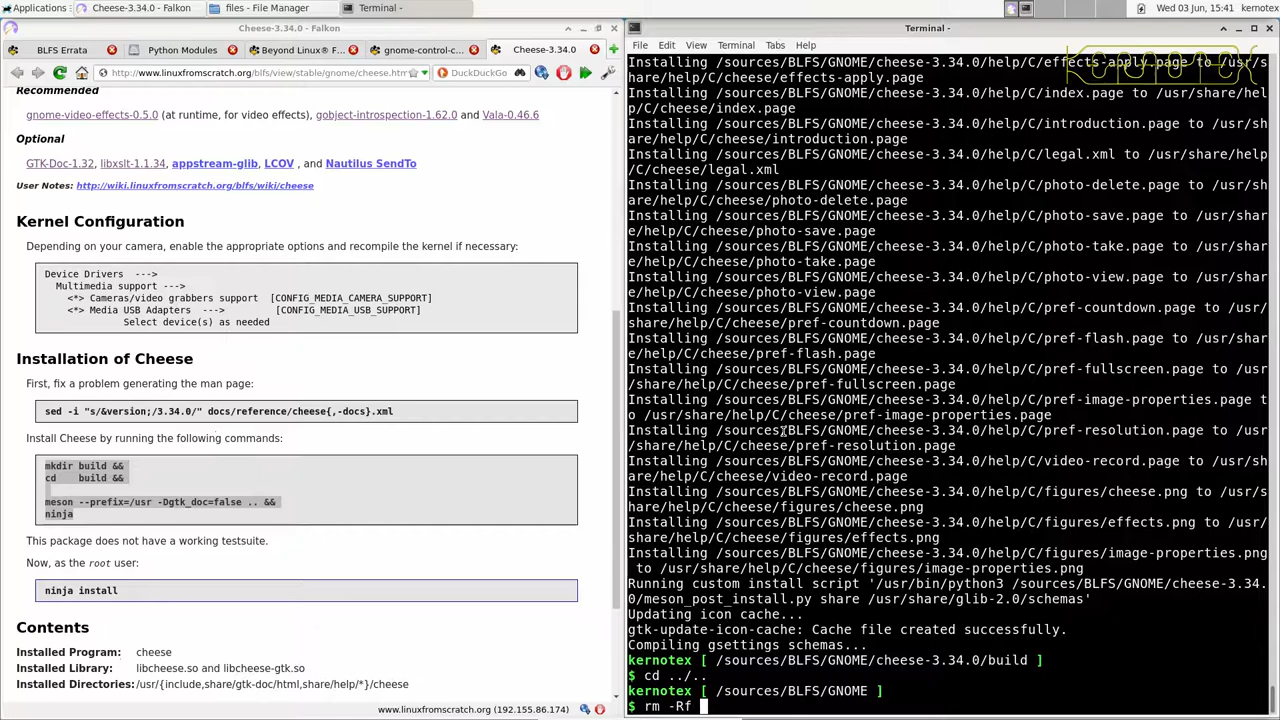 Applications Cheese-3.34.0 - Falkon files - File Manager Terminal - Wed 03 Jun, 15:41 kernotex
Cheese-3.34.0 - Falkon
BLFS Errata Python Modules Beyond Linux® F... gnome-control-c... Cheese-3.34.0
http://www.linuxfromscratch.org/blfs/view/stable/gnome/cheese.htm DuckDuckGo
Recommended
gnome-video-effects-0.5.0 (at runtime, for video effects), gobject-introspection-1.62.0 and Vala-0.46.6
Optional
GTK-Doc-1.32, libxslt-1.1.34, appstream-glib, LCOV , and Nautilus SendTo
User Notes: http://wiki.linuxfromscratch.org/blfs/wiki/cheese
Kernel Configuration
Depending on your camera, enable the appropriate options and recompile the kernel if necessary:
Device Drivers --->
Multimedia support --->
<*> Cameras/video grabbers support [CONFIG_MEDIA_CAMERA_SUPPORT]
<*> Media USB Adapters ---> [CONFIG_MEDIA_USB_SUPPORT]
Select device(s) as needed
Installation of Cheese
First, fix a problem generating the man page:
sed -i "s/&version;/3.34.0/" docs/reference/cheese{,-docs}.xml
Install Cheese by running the following commands:
mkdir build &&
cd build &&
meson --prefix=/usr -Dgtk_doc=false .. &&
ninja
This package does not have a working testsuite.
Now, as the root user:
ninja install
Contents
Installed Program: cheese
Installed Library: libcheese.so and libcheese-gtk.so
Installed Directories: /usr/{include,share/gtk-doc/html,share/help/*}/cheese
www.linuxfromscratch.org (192.155.86.174)
Terminal -
File Edit View Terminal Tabs Help
Installing /sources/BLFS/GNOME/cheese-3.34.0/help/C/effects-apply.page to /usr/s
hare/help/C/cheese/effects-apply.page
Installing /sources/BLFS/GNOME/cheese-3.34.0/help/C/index.page to /usr/share/hel
p/C/cheese/index.page
Installing /sources/BLFS/GNOME/cheese-3.34.0/help/C/introduction.page to /usr/sh
are/help/C/cheese/introduction.page
Installing /sources/BLFS/GNOME/cheese-3.34.0/help/C/legal.xml to /usr/share/help
/C/cheese/legal.xml
Installing /sources/BLFS/GNOME/cheese-3.34.0/help/C/photo-delete.page to /usr/sh
are/help/C/cheese/photo-delete.page
Installing /sources/BLFS/GNOME/cheese-3.34.0/help/C/photo-save.page to /usr/shar
e/help/C/cheese/photo-save.page
Installing /sources/BLFS/GNOME/cheese-3.34.0/help/C/photo-take.page to /usr/shar
e/help/C/cheese/photo-take.page
Installing /sources/BLFS/GNOME/cheese-3.34.0/help/C/photo-view.page to /usr/shar
e/help/C/cheese/photo-view.page
Installing /sources/BLFS/GNOME/cheese-3.34.0/help/C/pref-countdown.page to /usr/
share/help/C/cheese/pref-countdown.page
Installing /sources/BLFS/GNOME/cheese-3.34.0/help/C/pref-flash.page to /usr/shar
e/help/C/cheese/pref-flash.page
Installing /sources/BLFS/GNOME/cheese-3.34.0/help/C/pref-fullscreen.page to /usr
/share/help/C/cheese/pref-fullscreen.page
Installing /sources/BLFS/GNOME/cheese-3.34.0/help/C/pref-image-properties.page t
o /usr/share/help/C/cheese/pref-image-properties.page
Installing /sources/BLFS/GNOME/cheese-3.34.0/help/C/pref-resolution.page to /usr
/share/help/C/cheese/pref-resolution.page
Installing /sources/BLFS/GNOME/cheese-3.34.0/help/C/video-record.page to /usr/sh
are/help/C/cheese/video-record.page
Installing /sources/BLFS/GNOME/cheese-3.34.0/help/C/figures/cheese.png to /usr/s
hare/help/C/cheese/figures/cheese.png
Installing /sources/BLFS/GNOME/cheese-3.34.0/help/C/figures/effects.png to /usr/
share/help/C/cheese/figures/effects.png
Installing /sources/BLFS/GNOME/cheese-3.34.0/help/C/figures/image-properties.png
to /usr/share/help/C/cheese/figures/image-properties.png
Running custom install script '/usr/bin/python3 /sources/BLFS/GNOME/cheese-3.34.
0/meson_post_install.py share /usr/share/glib-2.0/schemas'
Updating icon cache...
gtk-update-icon-cache: Cache file created successfully.
Compiling gsettings schemas...
kernotex [ /sources/BLFS/GNOME/cheese-3.34.0/build ]
$ cd ../..
kernotex [ /sources/BLFS/GNOME ]
$ rm -Rf